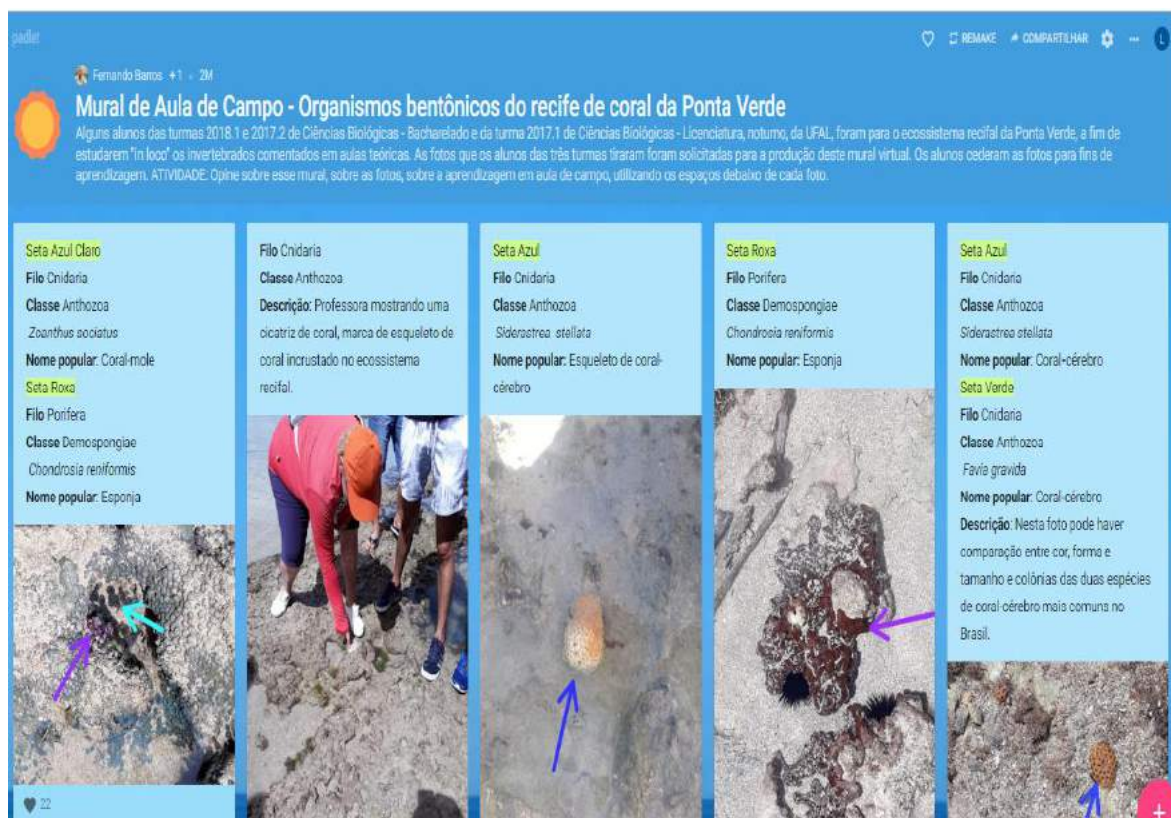 padlet
REMAKE COMPARTILHAR ... L
Fernando Barros +1 2M
Mural de Aula de Campo - Organismos bentônicos do recife de coral da Ponta Verde
Alguns alunos das turmas 2018.1 e 2017.2 de Ciências Biológicas - Bacharelado e da turma 2017.1 de Ciências Biológicas - Licenciatura, noturno, da UFAL, foram para o ecossistema recifal da Ponta Verde, a fim de
estudarem "in loco" os invertebrados comentados em aulas teóricas. As fotos que os alunos das três turmas tiraram foram solicitadas para a produção deste mural virtual. Os alunos cederam as fotos para fins de
aprendizagem. ATIVIDADE: Opine sobre esse mural, sobre as fotos, sobre a aprendizagem em aula de campo, utilizando os espaços debaixo de cada foto.
Seta Azul Claro
Filo Cnidaria
Classe Anthozoa
Zoanthus sociatus
Nome popular: Coral-mole
Seta Roxa
Filo Porifera
Classe Demospongiae
Chondrosia reniformis
Nome popular: Esponja
22
Filo Cnidaria
Classe Anthozoa
Descrição: Professora mostrando uma
cicatriz de coral, marca de esqueleto de
coral incrustado no ecossistema
recifal.
Seta Azul
Filo Cnidaria
Classe Anthozoa
Siderastrea stellata
Nome popular: Esqueleto de coral-
cérebro
Seta Roxa
Filo Porifera
Classe Demospongiae
Chondrosia reniformis
Nome popular: Esponja
Seta Azul
Filo Cnidaria
Classe Anthozoa
Siderastrea stellata
Nome popular: Coral-cérebro
Seta Verde
Filo Cnidaria
Classe Anthozoa
Favia gravida
Nome popular: Coral-cérebro
Descrição: Nesta foto pode haver
comparação entre cor, forma e
tamanho e colônias das duas espécies
de coral-cérebro mais comuns no
Brasil.
+